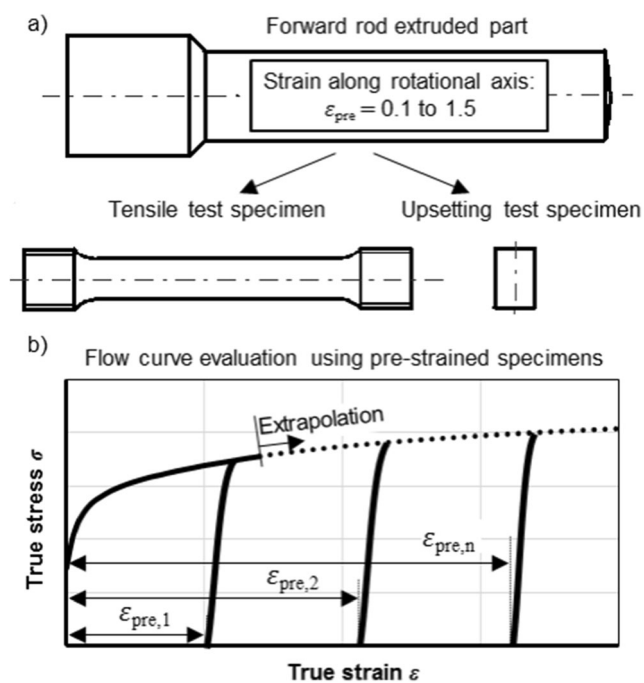 a)
Forward rod extruded part
Strain along rotational axis:
εpre = 0.1 to 1.5
Tensile test specimen
Upsetting test specimen
b)
Flow curve evaluation using pre-strained specimens
Extrapolation
εpre,n
εpre,2
εpre,1
True stress σ
True strain ε